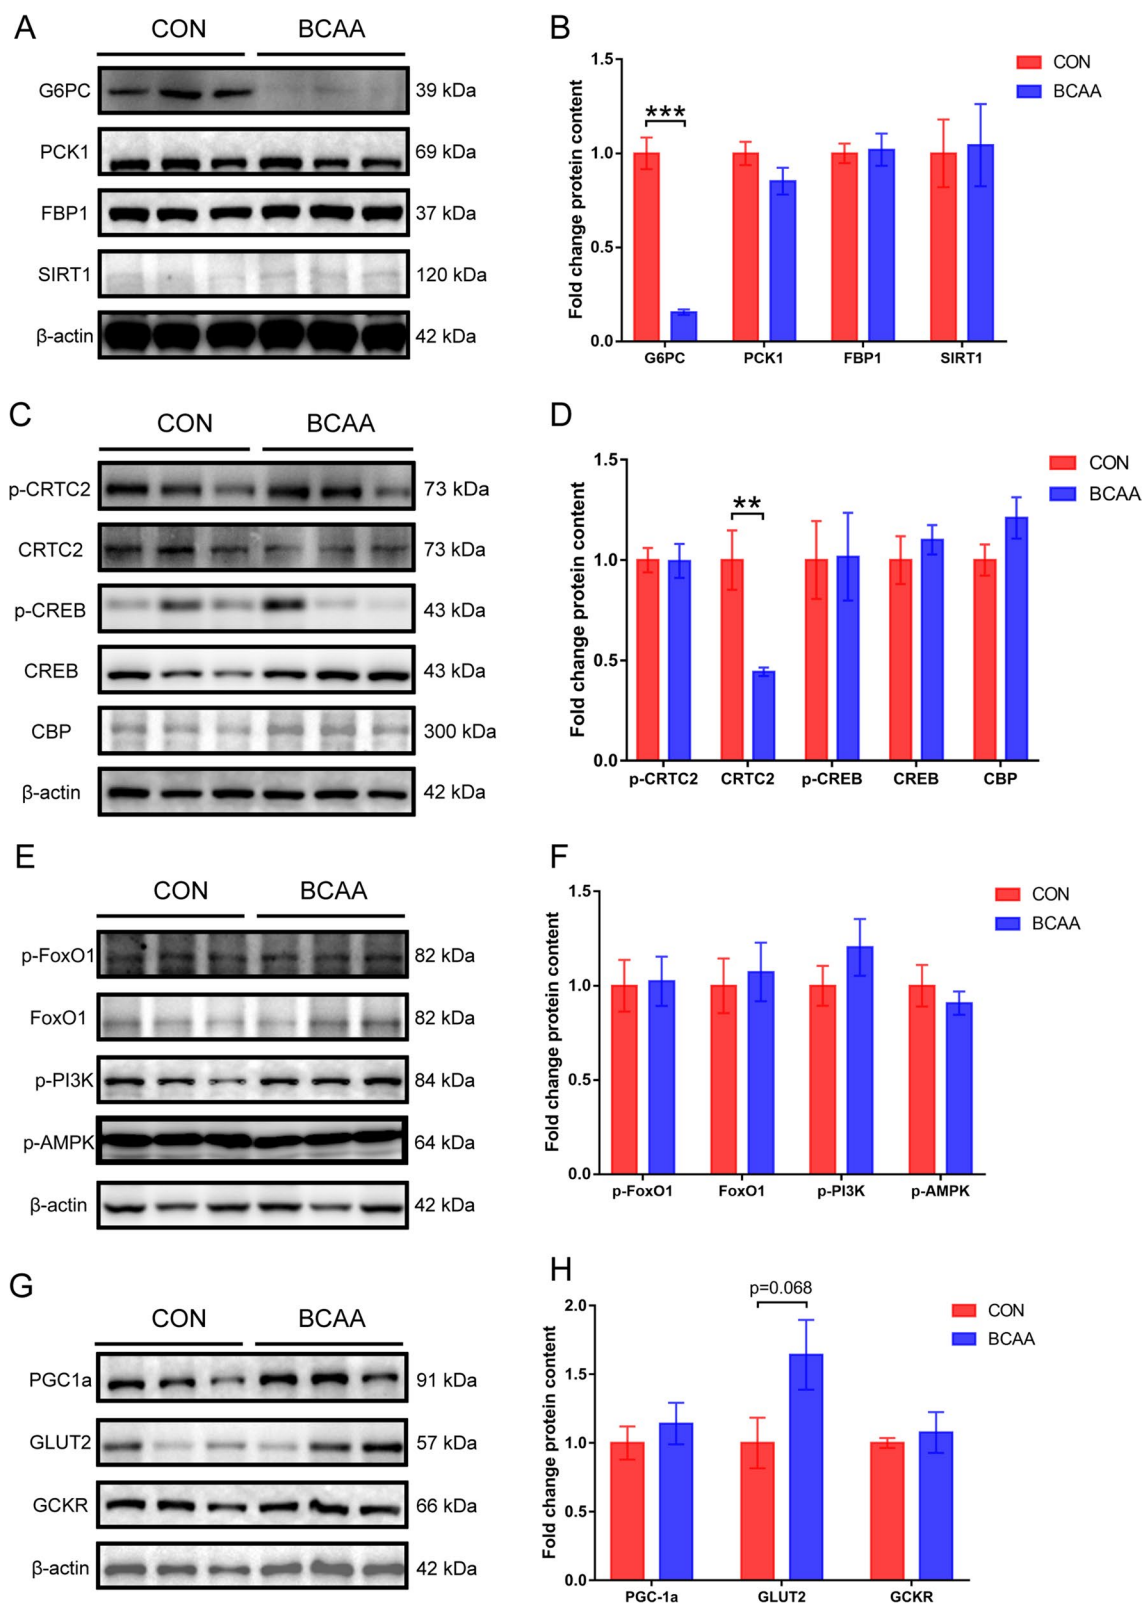 A
CON BCAA
G6PC 39 kDa
PCK1 69 kDa
FBP1 37 kDa
SIRT1 120 kDa
β-actin 42 kDa
B
CON
BCAA
Fold change protein content
1.5
1.0
0.5
0.0
***
G6PC PCK1 FBP1 SIRT1
C
CON BCAA
p-CRTC2 73 kDa
CRTC2 73 kDa
p-CREB 43 kDa
CREB 43 kDa
CBP 300 kDa
β-actin 42 kDa
D
CON
BCAA
Fold change protein content
1.5
1.0
0.5
0.0
**
p-CRTC2 CRTC2 p-CREB CREB CBP
E
CON BCAA
p-FoxO1 82 kDa
FoxO1 82 kDa
p-PI3K 84 kDa
p-AMPK 64 kDa
β-actin 42 kDa
F
CON
BCAA
Fold change protein content
1.5
1.0
0.5
0.0
p-FoxO1 FoxO1 p-PI3K p-AMPK
G
CON BCAA
PGC1a 91 kDa
GLUT2 57 kDa
GCKR 66 kDa
β-actin 42 kDa
H
p=0.068
CON
BCAA
Fold change protein content
2.0
1.5
1.0
0.5
0.0
PGC-1a GLUT2 GCKR